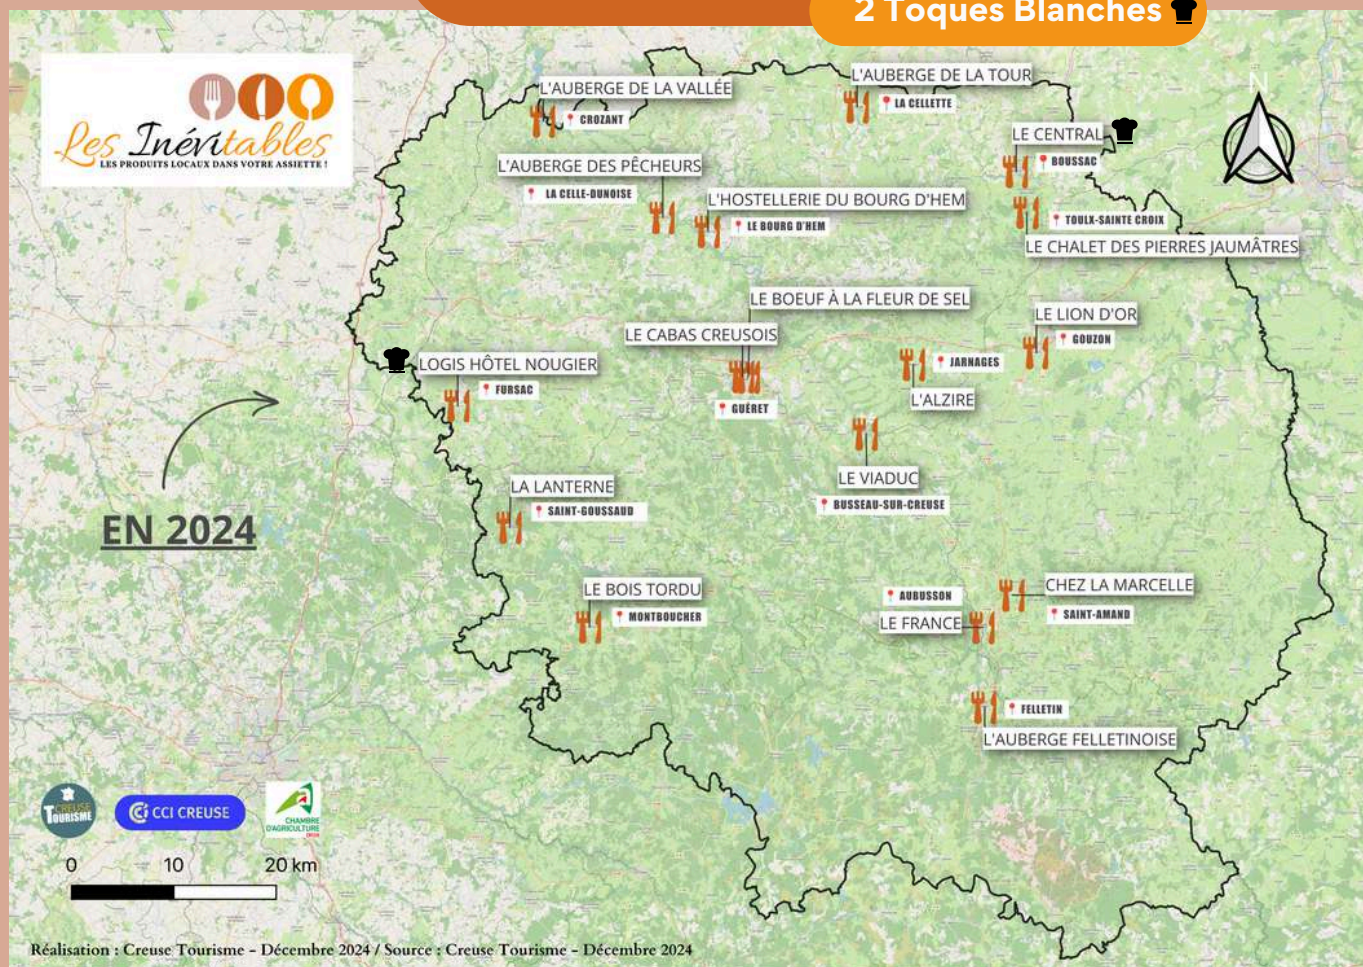 2 Toques Blanches
Les Inévitables
LES PRODUITS LOCAUX DANS VOTRE ASSIETTE !
L'AUBERGE DE LA VALLÉE
CROZANT
L'AUBERGE DE LA TOUR
LA CELLETTE
N
LE CENTRAL
BOUSSAC
L'AUBERGE DES PÊCHEURS
LA CELLE-DUNOISE
L'HOSTELLERIE DU BOURG D'HEM
LE BOURG D'HEM
TOULX-SAINTE CROIX
LE CHALET DES PIERRES JAUMÂTRES
LE BOEUF À LA FLEUR DE SEL
LE CABAS CREUSOIS
GUÉRET
LE LION D'OR
GOUZON
JARNAGES
L'ALZIRE
LOGIS HÔTEL NOUGIER
FURSAC
EN 2024
LE VIADUC
BUSSEAU-SUR-CREUSE
LA LANTERNE
SAINT-GOUSSAUD
LE BOIS TORDU
MONTBOUCHER
AUBUSSON
LE FRANCE
CHEZ LA MARCELLE
SAINT-AMAND
FELLETIN
L'AUBERGE FELLETINOISE
CREUSE
TOURISME
CCI CREUSE
CHAMBRE
D'AGRICULTURE
0 10 20 km
Réalisation : Creuse Tourisme - Décembre 2024 / Source : Creuse Tourisme - Décembre 2024